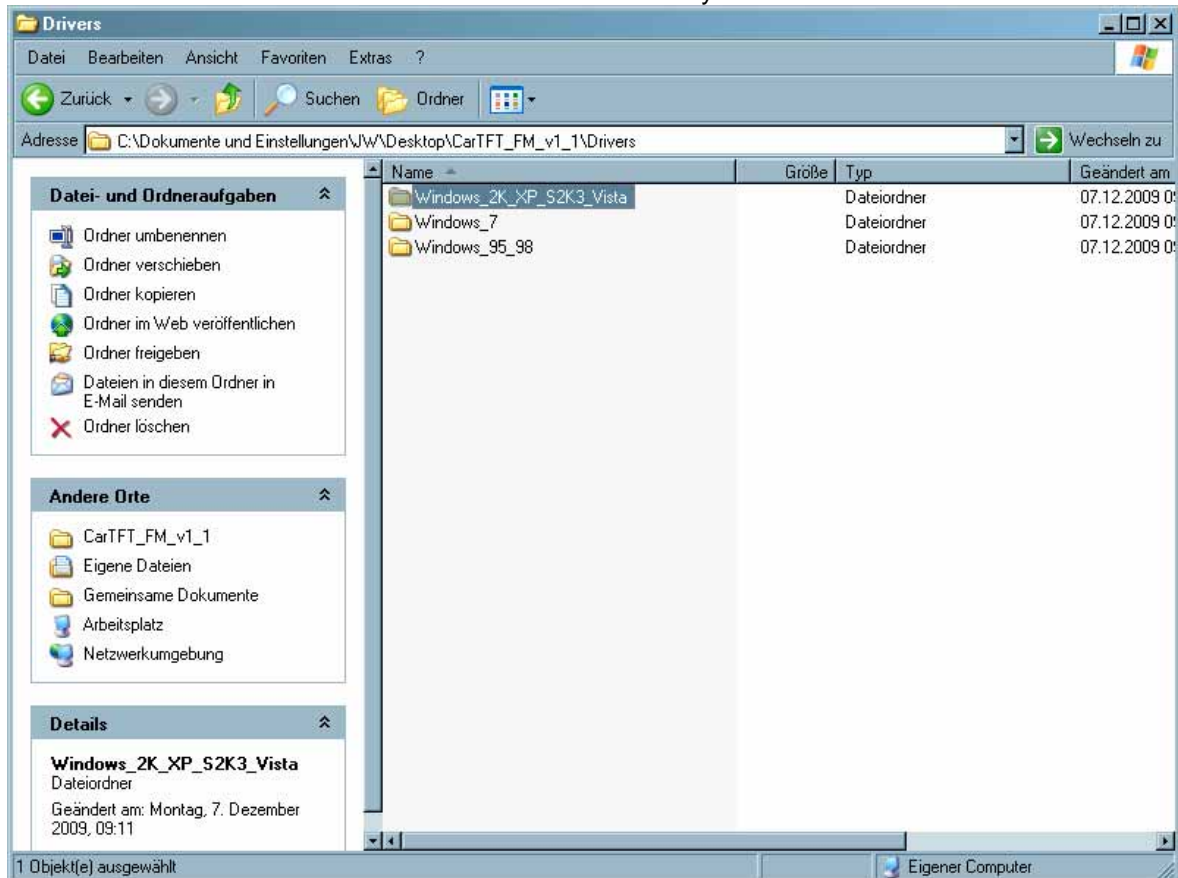 Drivers
Datei Bearbeiten Ansicht Favoriten Extras ?
Zurück Suchen Ordner
Adresse C:\Dokumente und Einstellungen\JW\Desktop\CarTFT_FM_v1_1\Drivers Wechseln zu
Datei- und Ordneraufgaben
Ordner umbenennen
Ordner verschieben
Ordner kopieren
Ordner im Web veröffentlichen
Ordner freigeben
Dateien in diesem Ordner in
E-Mail senden
Ordner löschen
Andere Orte
CarTFT_FM_v1_1
Eigene Dateien
Gemeinsame Dokumente
Arbeitsplatz
Netzwerkumgebung
Details
Windows_2K_XP_S2K3_Vista
Dateiordner
Geändert am: Montag, 7. Dezember
2009, 09:11
Name Größe Typ Geändert am
Windows_2K_XP_S2K3_Vista Dateiordner 07.12.2009
Windows_7 Dateiordner 07.12.2009
Windows_95_98 Dateiordner 07.12.2009
1 Objekt(e) ausgewählt Eigener Computer